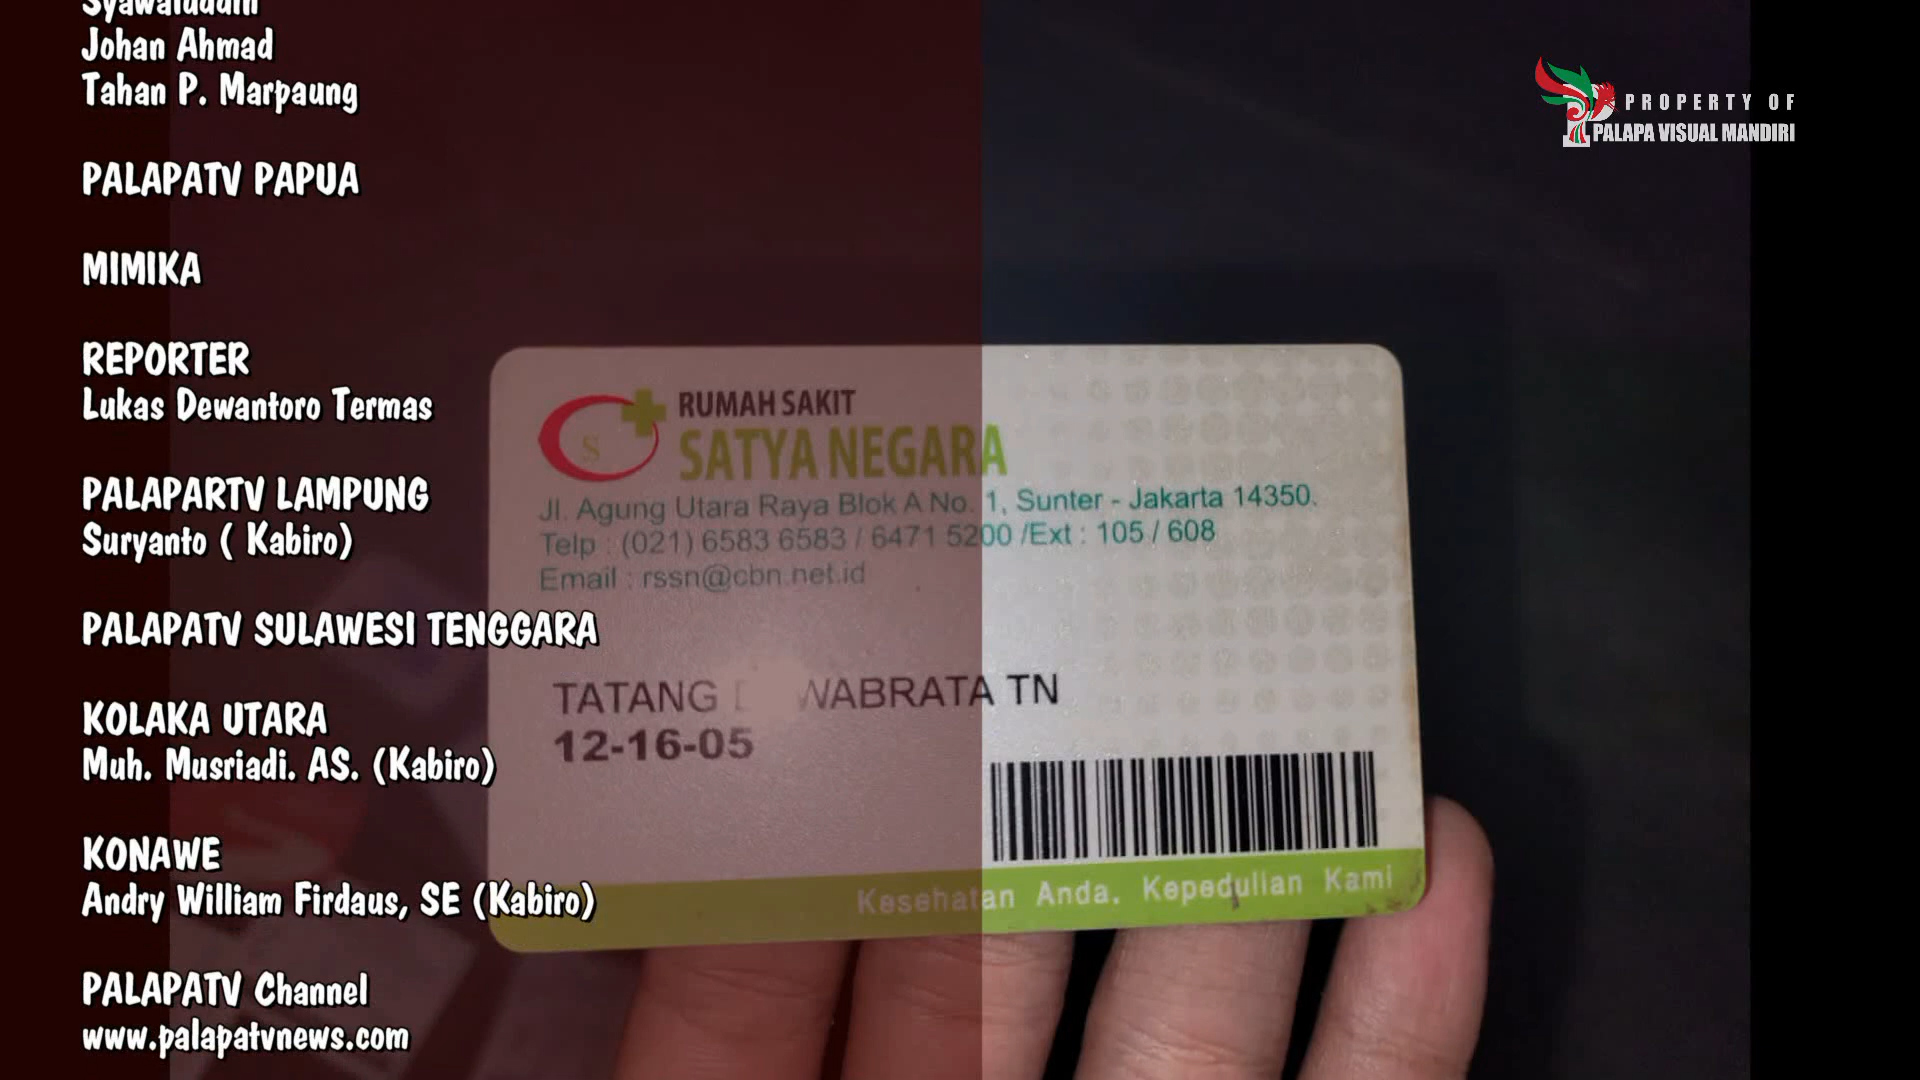 Syawaluddin
Johan Ahmad
Tahan P. Marpaung
PALAPATV PAPUA
MIMIKA
REPORTER
Lukas Dewantoro Termas
PALAPARTV LAMPUNG
Suryanto ( Kabiro)
PALAPATV SULAWESI TENGGARA
KOLAKA UTARA
Muh. Musriadi. AS. (Kabiro)
KONAWE
Andry William Firdaus, SE (Kabiro)
PALAPATV Channel
www.palapatvnews.com
PROPERTY OF
PALAPA VISUAL MANDIRI
S
RUMAH SAKIT
SATYA NEGARA
Jl. Agung Utara Raya Blok A No. 1, Sunter - Jakarta 14350.
Telp : (021) 6583 6583 / 6471 5200 /Ext : 105 / 608
Email : rssn@cbn.net.id
TATANG TN
12-16-05
Kesehatan Anda. Kepedulian Kami